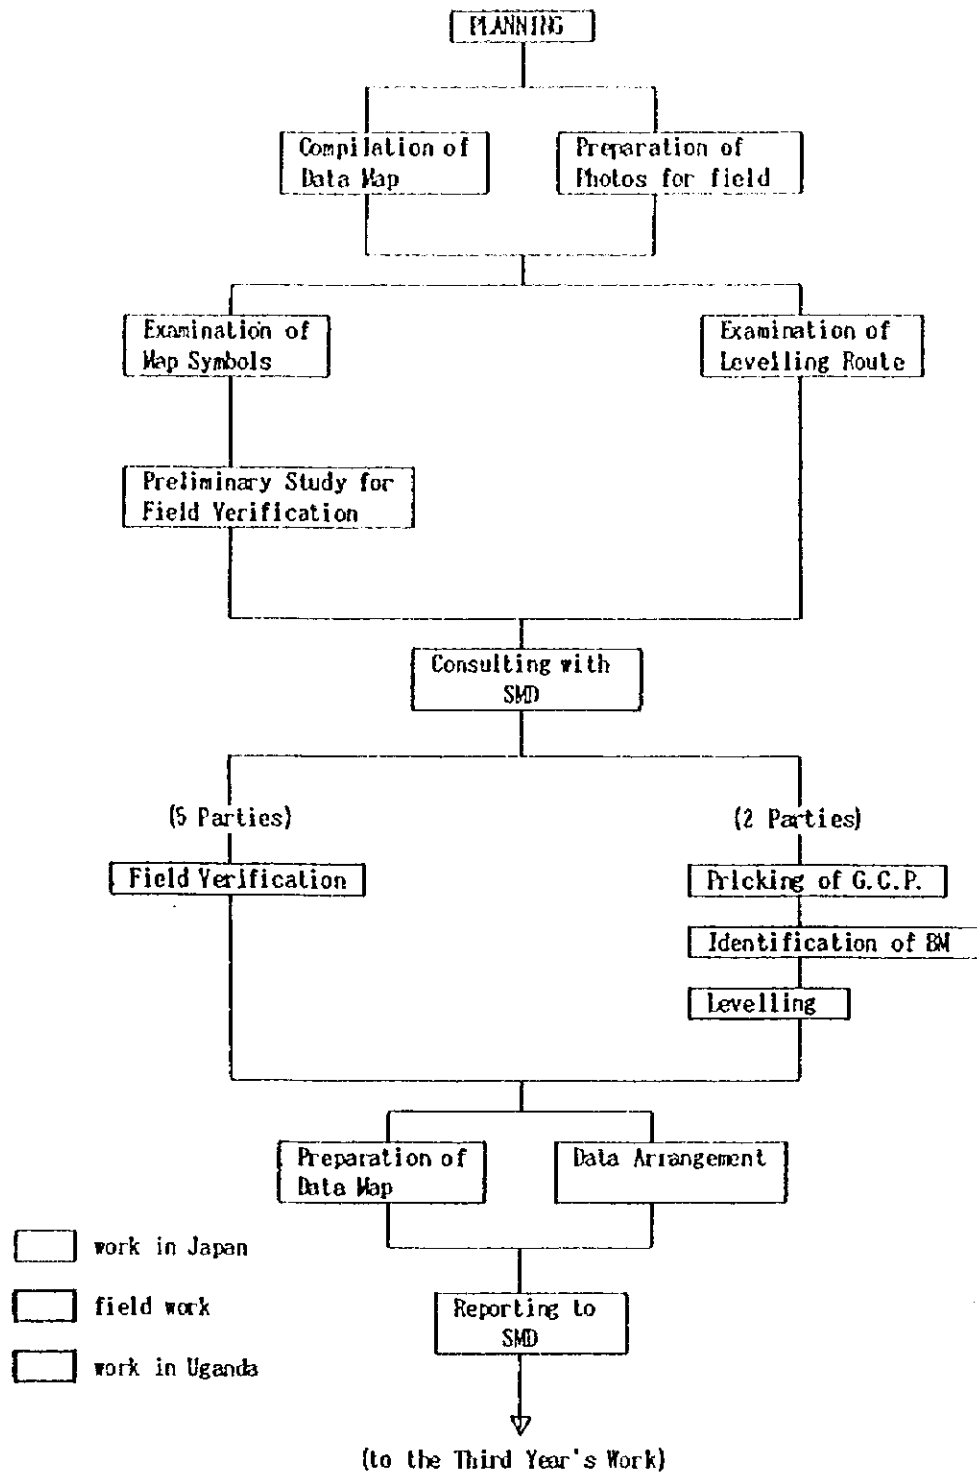 PLANNING
Compilation of
Data Map
Preparation of
Photos for field
Examination of
Map Symbols
Examination of
Levelling Route
Preliminary Study for
Field Verification
Consulting with
SMD
(5 Parties)
(2 Parties)
Field Verification
Pricking of G.C.P.
Identification of BM
Levelling
Preparation of
Data Map
Data Arrangement
work in Japan
field work
work in Uganda
Reporting to
SMD
(to the Third Year's Work)